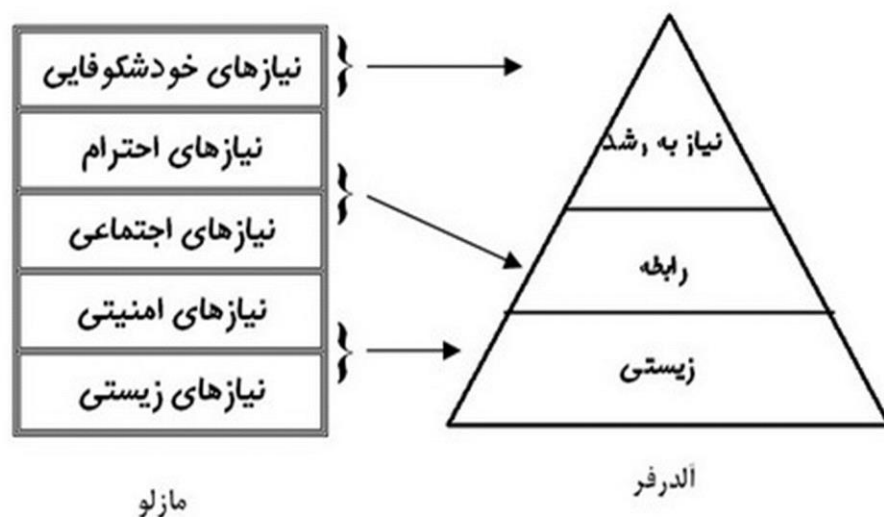 نیازهای خودشکوفایی
نیازهای احترام
نیازهای اجتماعی
نیازهای امنیتی
نیازهای زیستی
مازلو
نیاز به رشد
رابطه
زیستی
آلدرفر